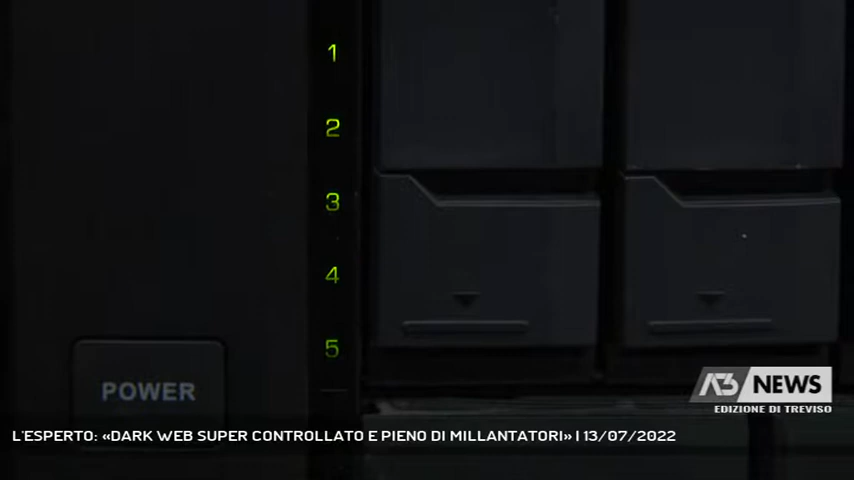 1
2
3
4
5
POWER
A3 NEWS
EDIZIONE DI TREVISO
L'ESPERTO: «DARK WEB SUPER CONTROLLATO E PIENO DI MILLANTATORI» | 13/07/2022